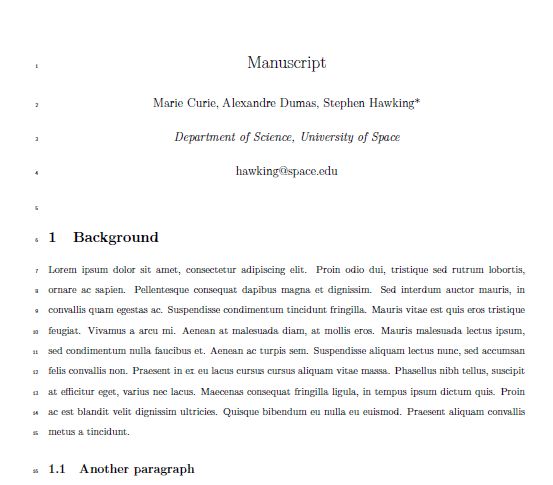 1 Manuscript
2 Marie Curie, Alexandre Dumas, Stephen Hawking*
3 Department of Science, University of Space
4 hawking@space.edu
5
6 1 Background
7 Lorem ipsum dolor sit amet, consectetur adipiscing elit. Proin odio dui, tristique sed rutrum lobortis,
8 ornare ac sapien. Pellentesque consequat dapibus magna et dignissim. Sed interdum auctor mauris, in
9 convallis quam egestas ac. Suspendisse condimentum tincidunt fringilla. Mauris vitae est quis eros tristique
10 feugiat. Vivamus a arcu mi. Aenean at malesuada diam, at mollis eros. Mauris malesuada lectus ipsum,
11 sed condimentum nulla faucibus et. Aenean ac turpis sem. Suspendisse aliquam lectus nunc, sed accumsan
12 felis convallis non. Praesent in ex eu lacus cursus cursus aliquam vitae massa. Phasellus nibh tellus, suscipit
13 at efficitur eget, varius nec lacus. Maecenas consequat fringilla ligula, in tempus ipsum dictum quis. Proin
14 ac est blandit velit dignissim ultricies. Quisque bibendum eu nulla eu euismod. Praesent aliquam convallis
15 metus a tincidunt.
16 1.1 Another paragraph